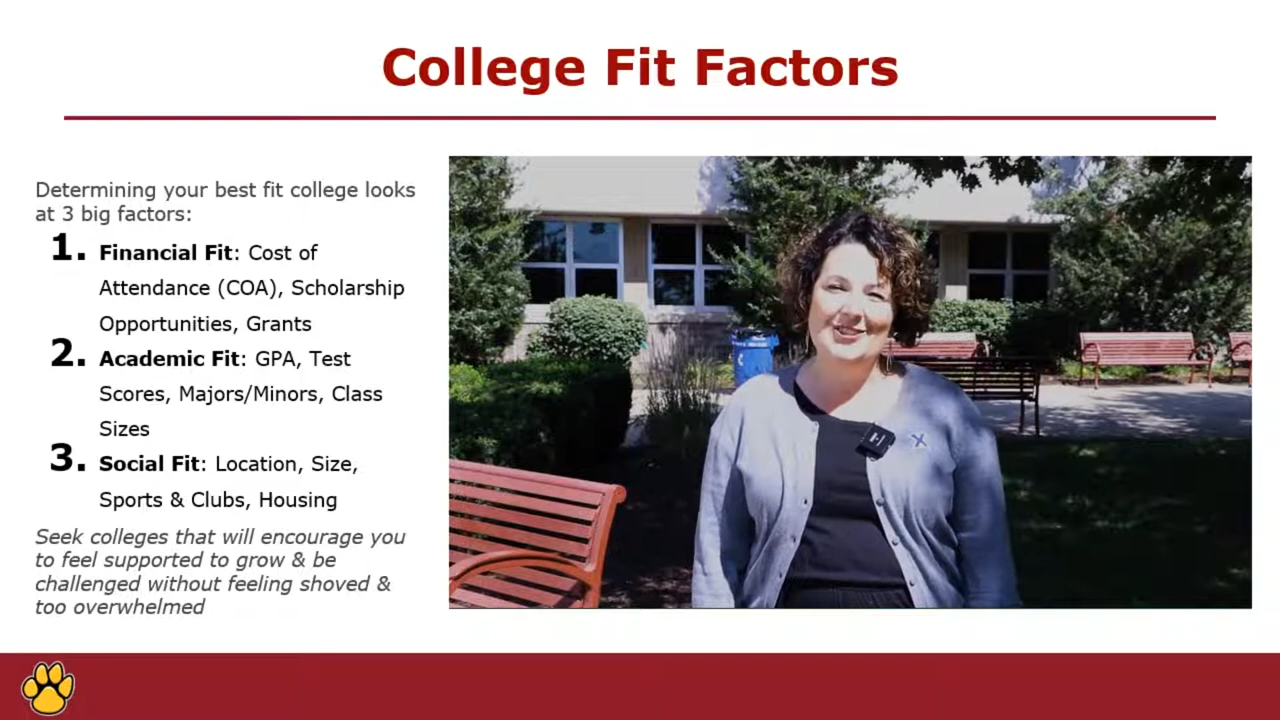 College Fit Factors
Determining your best fit college looks
at 3 big factors:
1. Financial Fit: Cost of
Attendance (COA), Scholarship
Opportunities, Grants
2. Academic Fit: GPA, Test
Scores, Majors/Minors, Class
Sizes
3. Social Fit: Location, Size,
Sports & Clubs, Housing
Seek colleges that will encourage you
to feel supported to grow & be
challenged without feeling shoved &
too overwhelmed